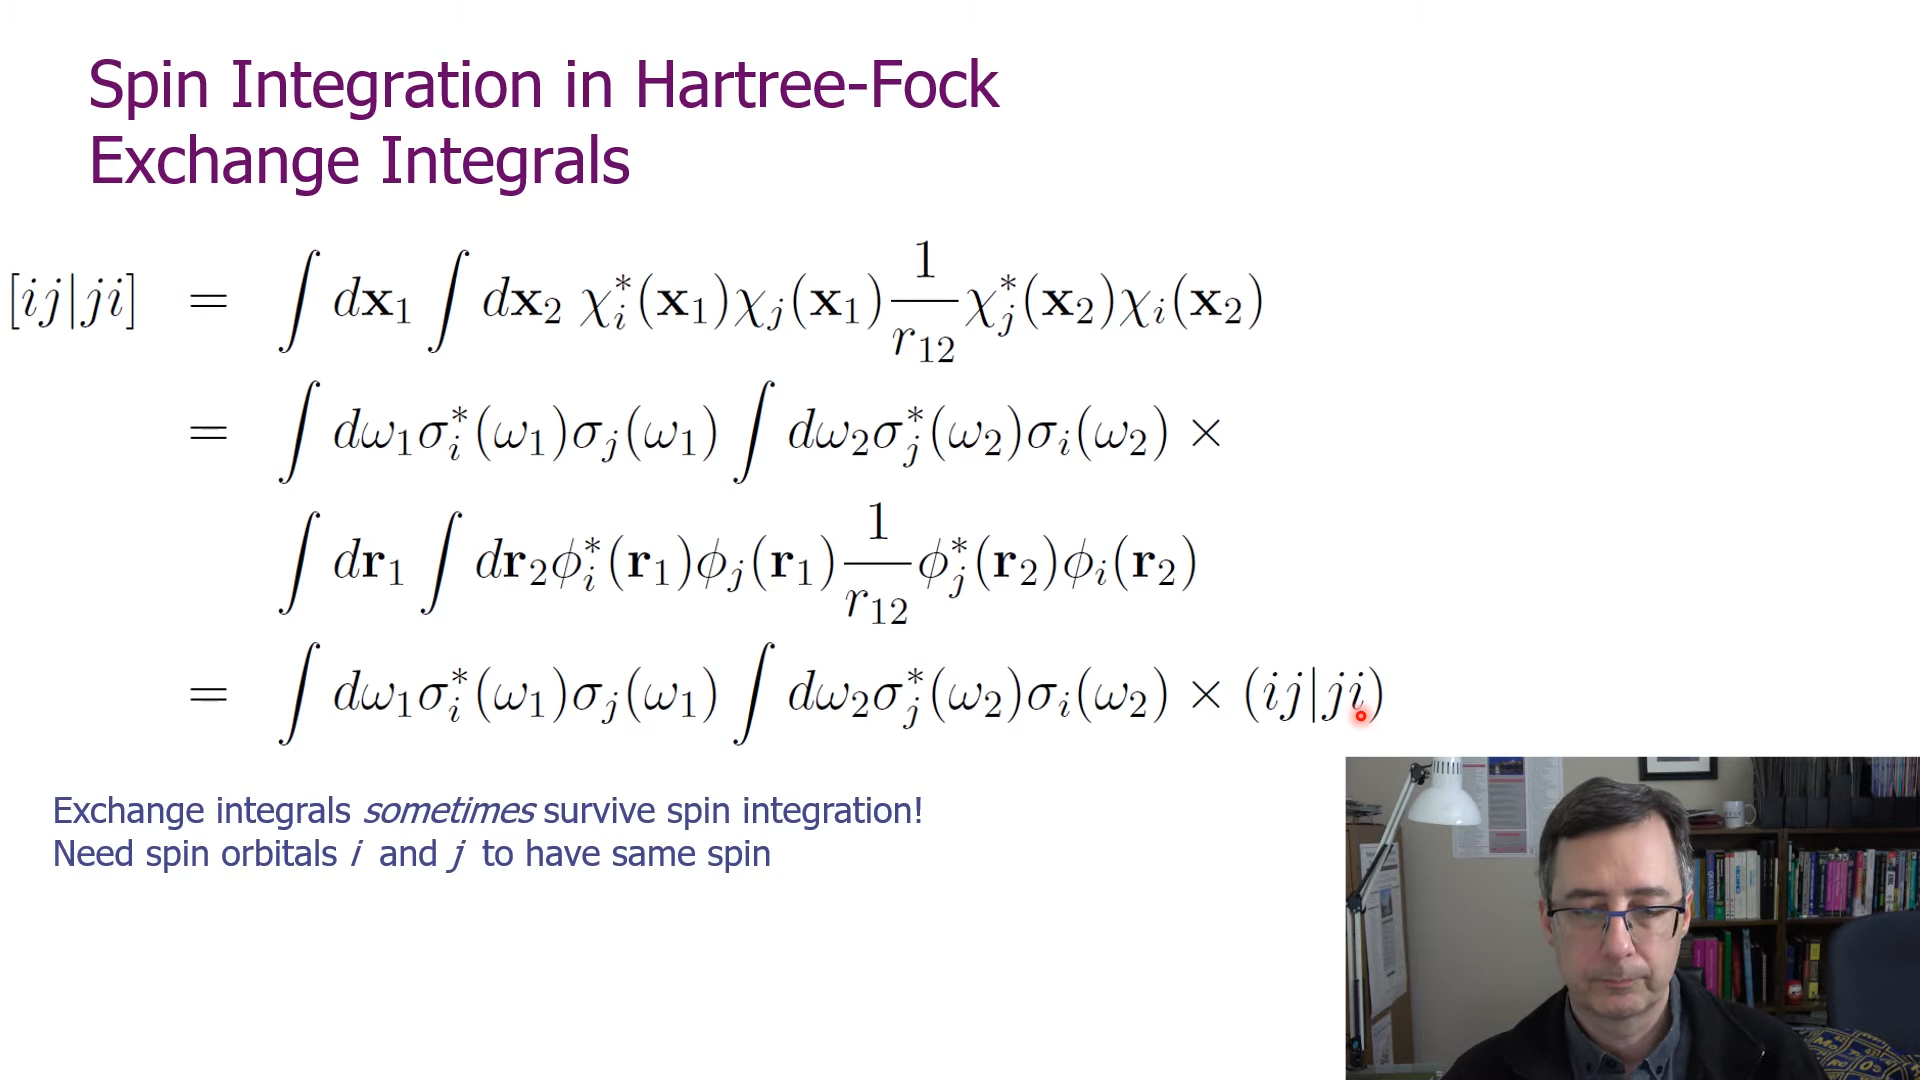 Spin Integration in Hartree-Fock
Exchange Integrals
[ij|ji] = ∫ dx₁ ∫ dx₂ χᵢ*(x₁)χⱼ(x₁) 1/r₁₂ χⱼ*(x₂)χᵢ(x₂)
= ∫ dω₁σᵢ*(ω₁)σⱼ(ω₁) ∫ dω₂σⱼ*(ω₂)σᵢ(ω₂) ×
∫ dr₁ ∫ dr₂ϕᵢ*(r₁)ϕⱼ(r₁) 1/r₁₂ ϕⱼ*(r₂)ϕᵢ(r₂)
= ∫ dω₁σᵢ*(ω₁)σⱼ(ω₁) ∫ dω₂σⱼ*(ω₂)σᵢ(ω₂) × (ij|ji)
Exchange integrals sometimes survive spin integration!
Need spin orbitals i and j to have same spin